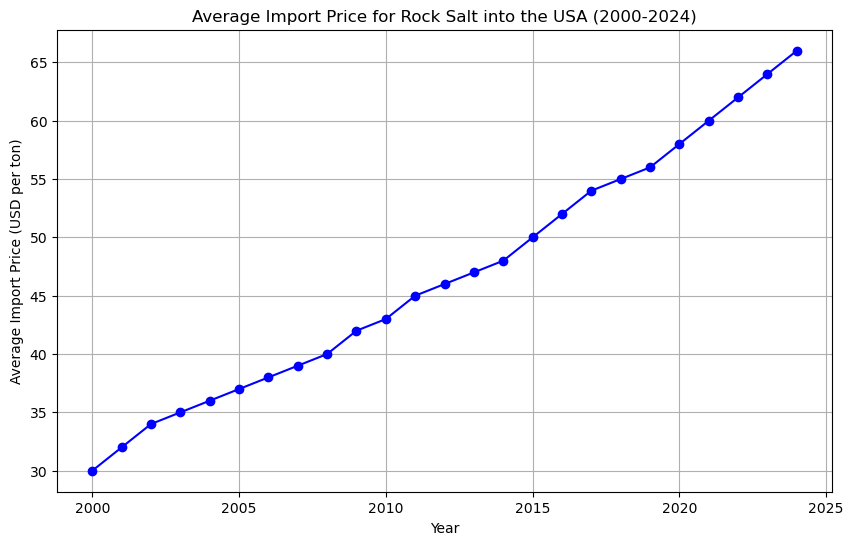 Average Import Price for Rock Salt into the USA (2000-2024)
Average Import Price (USD per ton)
65
60
55
50
45
40
35
30
2000 2005 2010 2015 2020 2025
Year